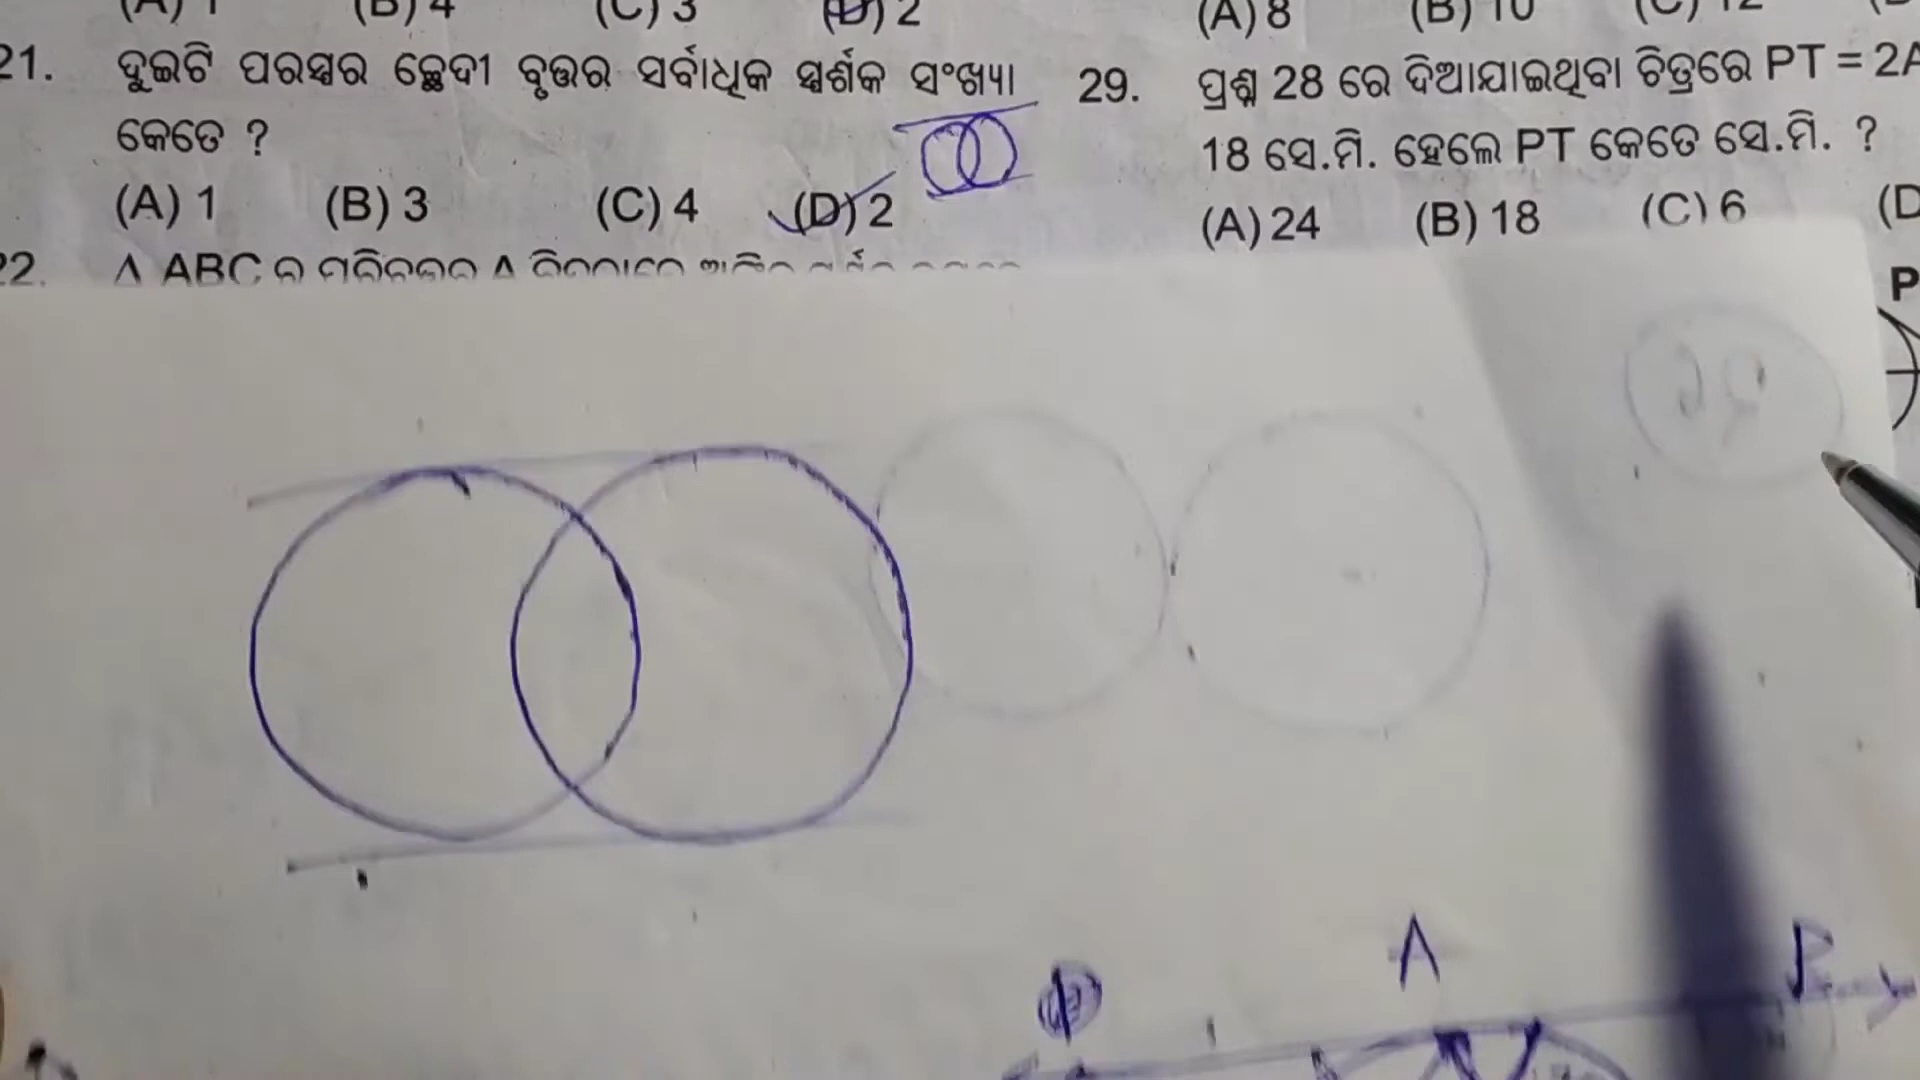 (A) 1 (B) 4 (C) 3 (D) 2
21. ଦୁଇଟି ପରସ୍ପର ଚ୍ଛେଦୀ ବୃତ୍ତର ସର୍ବାଧିକ ସ୍ପର୍ଶକ ସଂଖ୍ୟା
କେତେ ?
(A) 1 (B) 3 (C) 4 (D) 2
22. Δ ABC ର
(A) 8 (B) 10 (C) 12
29. ପ୍ରଶ୍ନ 28 ରେ ଦିଆଯାଇଥିବା ଚିତ୍ରରେ PT = 2A
18 ସେ.ମି. ହେଲେ PT କେତେ ସେ.ମି. ?
(A) 24 (B) 18 (C) 6 (D
P
A
P